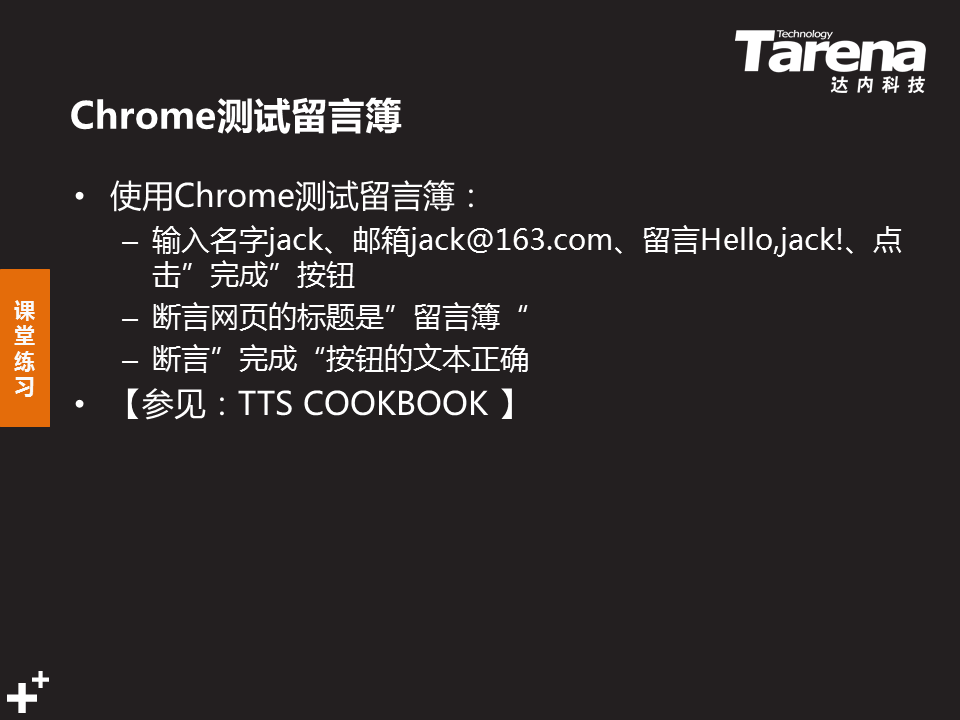 Technology
Tarena
达内科技
Chrome测试留言簿
• 使用Chrome测试留言簿：
– 输入名字jack、邮箱jack@163.com、留言Hello,jack!、点
击”完成”按钮
– 断言网页的标题是”留言簿“
– 断言”完成“按钮的文本正确
• 【参见：TTS COOKBOOK 】
课
堂
练
习